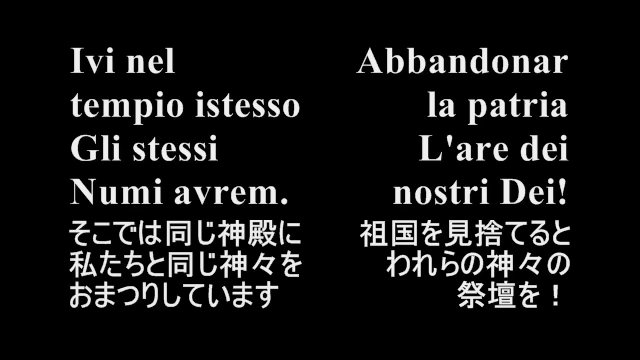 Ivi nel
tempio istesso
Gli stessi
Numi avrem.
そこでは同じ神殿に
私たちと同じ神々を
おまつりしています
Abbandonar
la patria
L'are dei
nostri Dei!
祖国を見捨てると
われらの神々の
祭壇を！